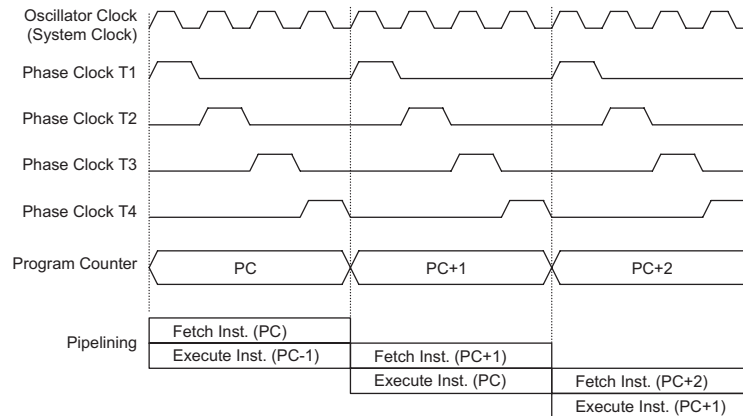 Oscillator Clock
(System Clock)
Phase Clock T1
Phase Clock T2
Phase Clock T3
Phase Clock T4
Program Counter
PC
PC+1
PC+2
Pipelining
Fetch Inst. (PC)
Execute Inst. (PC-1)
Fetch Inst. (PC+1)
Execute Inst. (PC)
Fetch Inst. (PC+2)
Execute Inst. (PC+1)